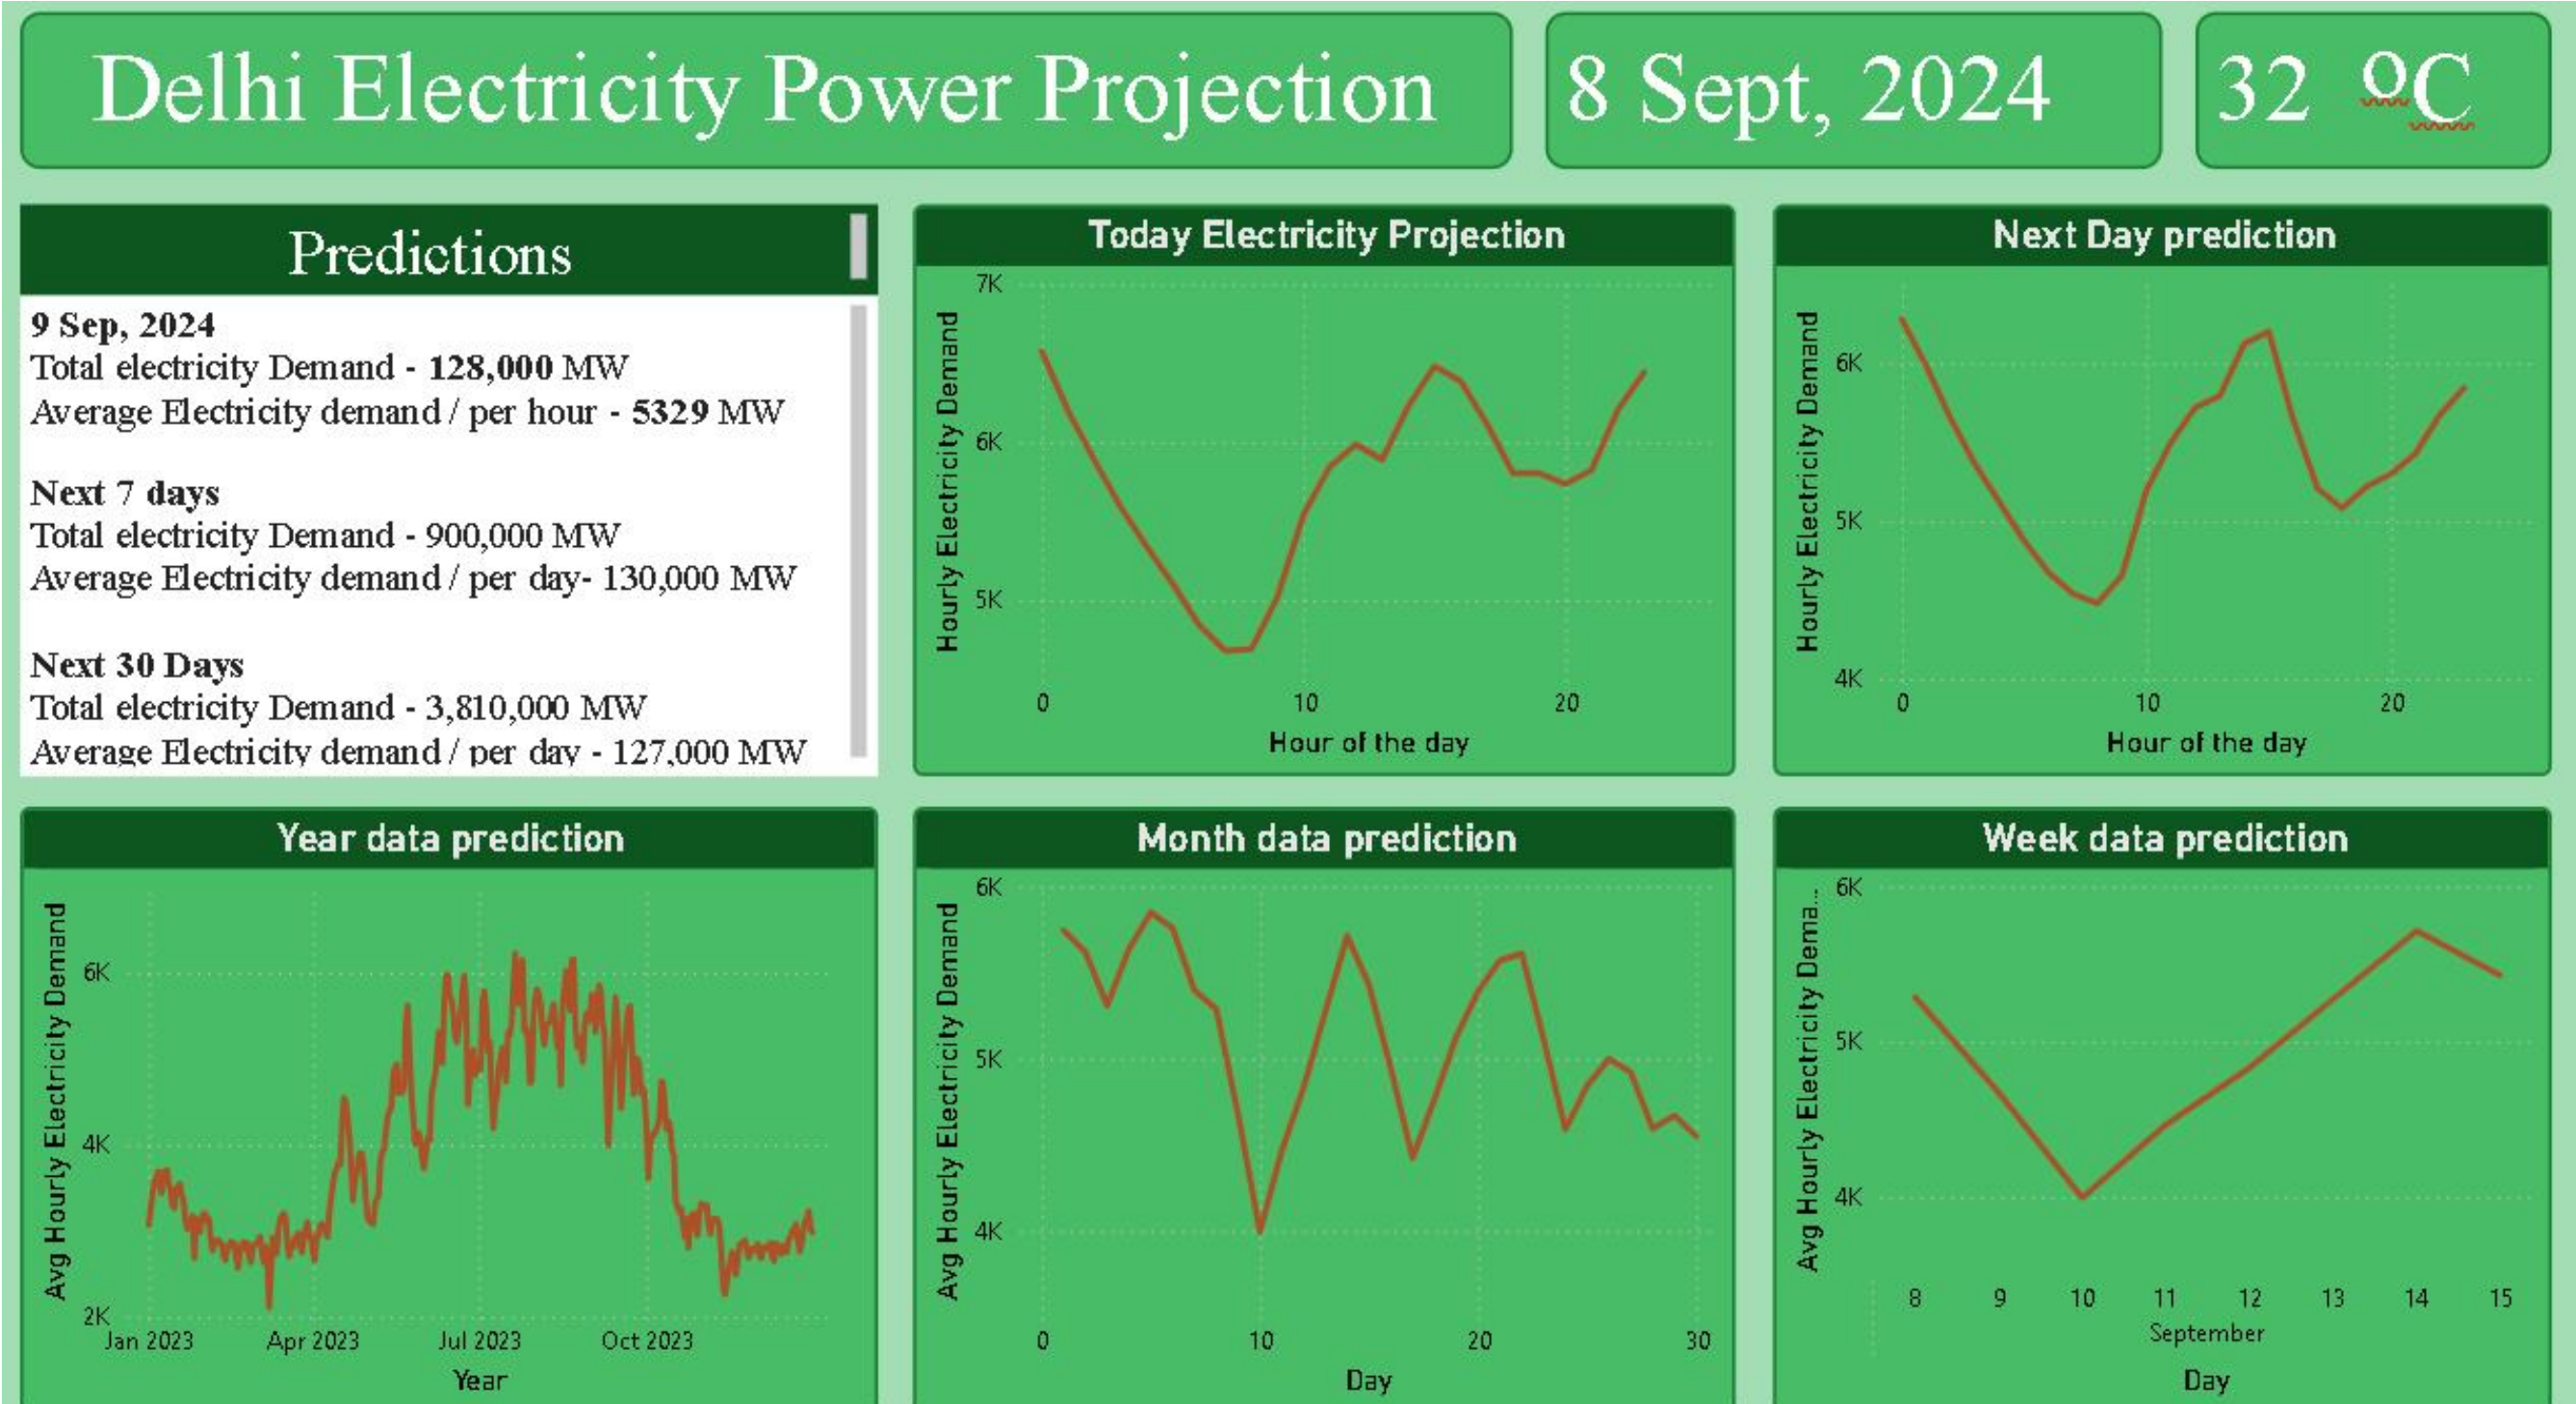 Delhi Electricity Power Projection
8 Sept, 2024
32 ºC
Predictions
9 Sep, 2024
Total electricity Demand - 128,000 MW
Average Electricity demand / per hour - 5329 MW
Next 7 days
Total electricity Demand - 900,000 MW
Average Electricity demand / per day- 130,000 MW
Next 30 Days
Total electricity Demand - 3,810,000 MW
Average Electricity demand / per day - 127,000 MW
Today Electricity Projection
Hourly Electricity Demand
7K
6K
5K
0 10 20
Hour of the day
Next Day prediction
Hourly Electricity Demand
6K
5K
4K
0 10 20
Hour of the day
Year data prediction
Avg Hourly Electricity Demand
6K
4K
2K
Jan 2023 Apr 2023 Jul 2023 Oct 2023
Year
Month data prediction
Avg Hourly Electricity Demand
6K
5K
4K
0 10 20 30
Day
Week data prediction
Avg Hourly Electricity Dema...
6K
5K
4K
8 9 10 11 12 13 14 15
September
Day